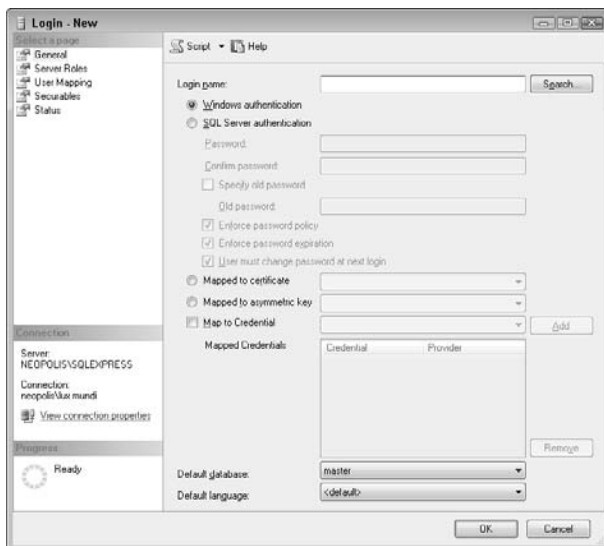 Login - New
Select a page
General
Server Roles
User Mapping
Securables
Status
Script Help
Login name: Search...
Windows authentication
SQL Server authentication
Password:
Confirm password:
Specify old password
Old password:
Enforce password policy
Enforce password expiration
User must change password at next login
Mapped to certificate
Mapped to asymmetric key
Map to Credential Add
Mapped Credentials Credential Provider
Remove
Default database: master
Default language: <default>
Connection
Server:
NEOPOLIS\SQLEXPRESS
Connection:
neopolis\lux mundi
View connection properties
Progress
Ready
OK Cancel